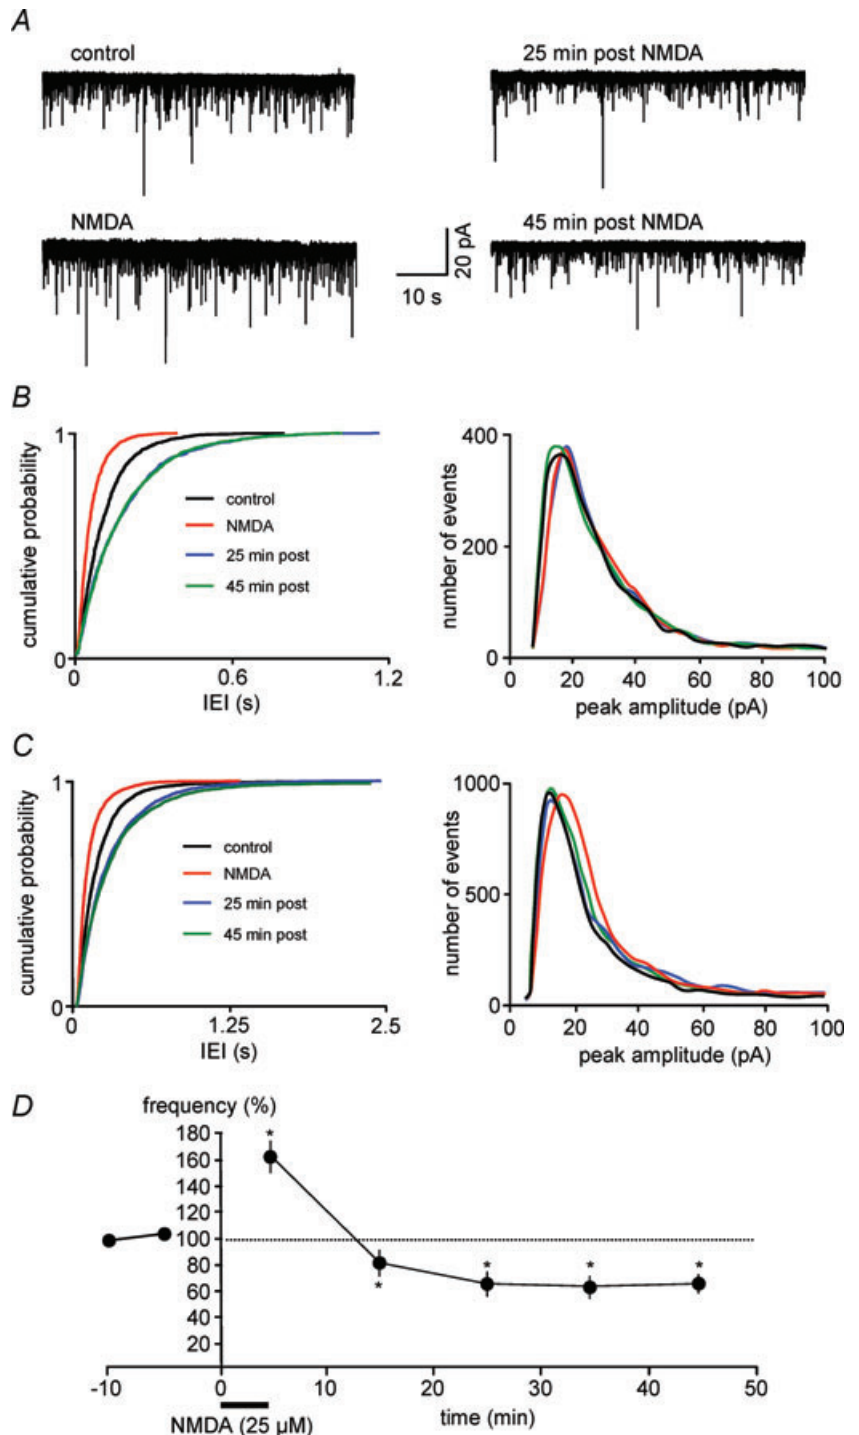 A
control
25 min post NMDA
NMDA
45 min post NMDA
20 pA
10 s
B
cumulative probability
1
0
0
0.6
1.2
IEI (s)
control
NMDA
25 min post
45 min post
number of events
400
200
0
0
20
40
60
80
100
peak amplitude (pA)
C
cumulative probability
1
0
0
1.25
2.5
IEI (s)
control
NMDA
25 min post
45 min post
number of events
1000
500
0
0
20
40
60
80
100
peak amplitude (pA)
D
frequency (%)
180
160
140
120
100
80
60
40
20
*
*
*
*
*
-10
0
10
20
30
40
50
NMDA (25 µM)
time (min)